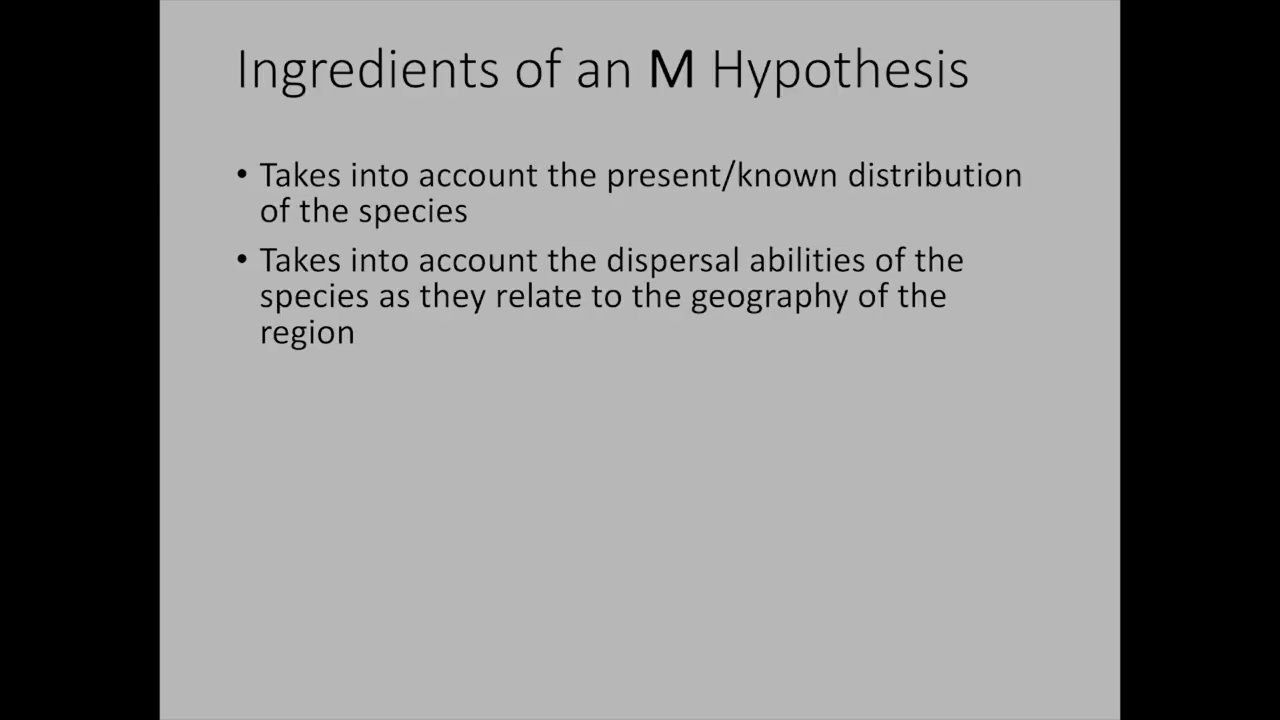 Ingredients of an M Hypothesis
• Takes into account the present/known distribution
of the species
• Takes into account the dispersal abilities of the
species as they relate to the geography of the
region